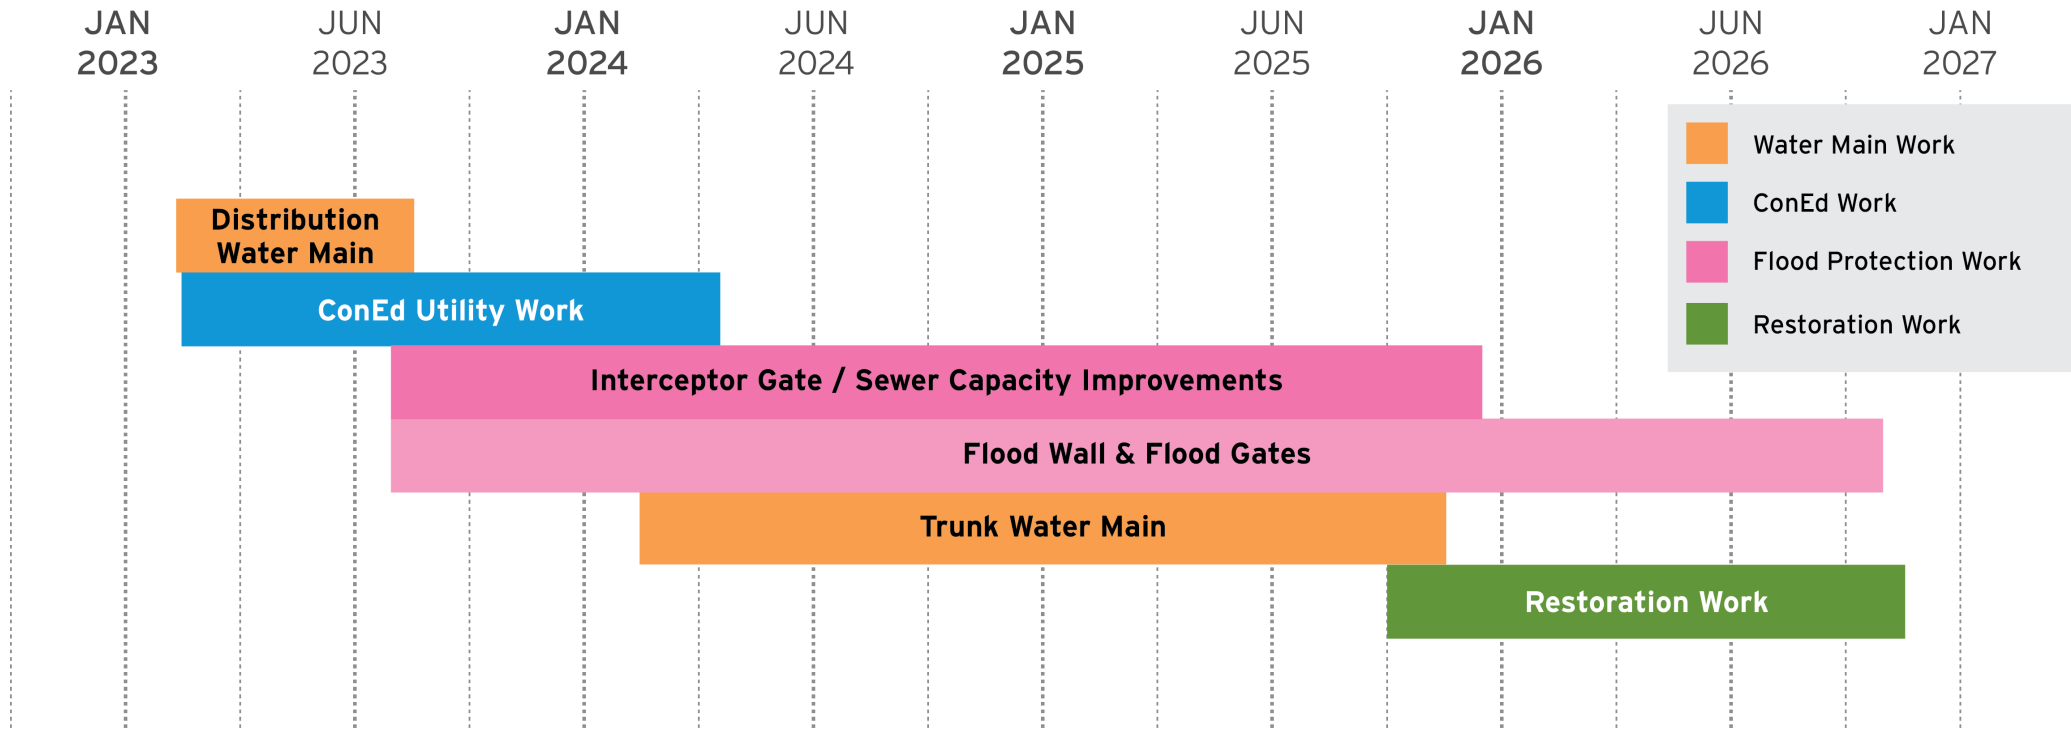 JAN JUN JAN JUN JAN JUN JAN JUN JAN
2023 2023 2024 2024 2025 2025 2026 2026 2027
Water Main Work
ConEd Work
Flood Protection Work
Restoration Work
Distribution
Water Main
ConEd Utility Work
Interceptor Gate / Sewer Capacity Improvements
Flood Wall & Flood Gates
Trunk Water Main
Restoration Work